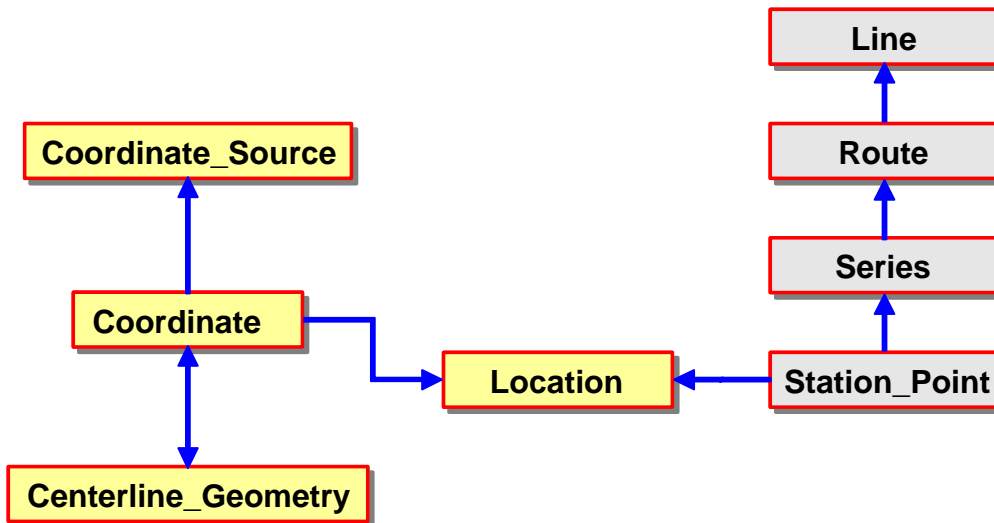 Line
Coordinate_Source
Route
Series
Coordinate
Location
Station_Point
Centerline_Geometry